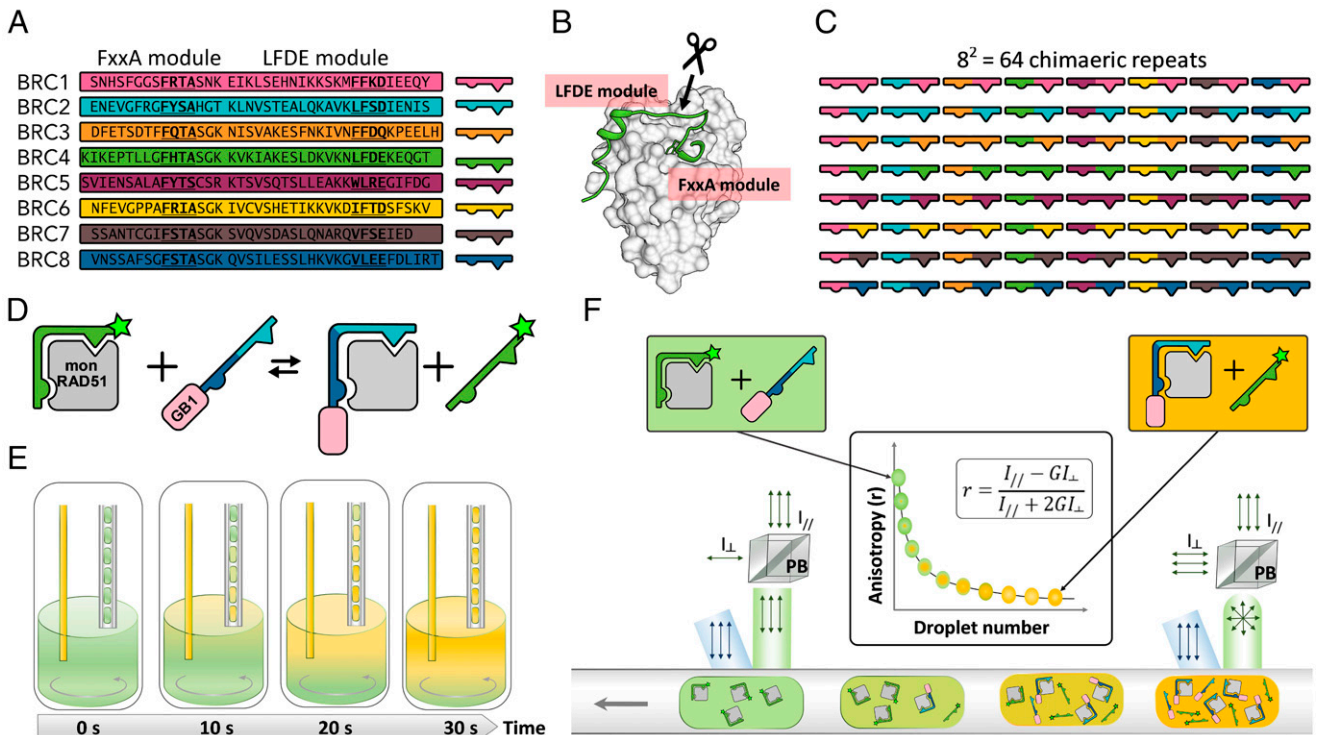 A
FxxA module LFDE module
BRC1 SNHSFGGSFRTASNK EIKLSEHNIKKSKMFFKDIEEQY
BRC2 ENEVGFRGFYSAHGT KLNVSTEALQKAVKLFSDIENIS
BRC3 DFETSDTFFQTASGK NISVAKESFNKIVNFFDQKPEELH
BRC4 KIKEPTLLGFHTASGK KVKIAKESLDKVKNLFDEKEQGT
BRC5 SVIENSALAFYTSCSR KTSVSQTSLLEAKKWLREGIFDG
BRC6 NFEVGPPAFRIASGK IVCVSHETIKKVKDIFTDSFSKV
BRC7 SSANTCGIFSTASGK SVQVSDASLQNARQVFSEIED
BRC8 VNSSAFSGFSTASGK QVSILESSLHKVKGVLEEFDLIRT
B
LFDE module
FxxA module
C
8² = 64 chimaeric repeats
D
mon
RAD51
+
GB1
+
E
0 s 10 s 20 s 30 s Time
F
+
+
Anisotropy (r)
r = (I// − GI⊥) / (I// + 2GI⊥)
Droplet number
I⊥
I//
PB
I⊥
I//
PB